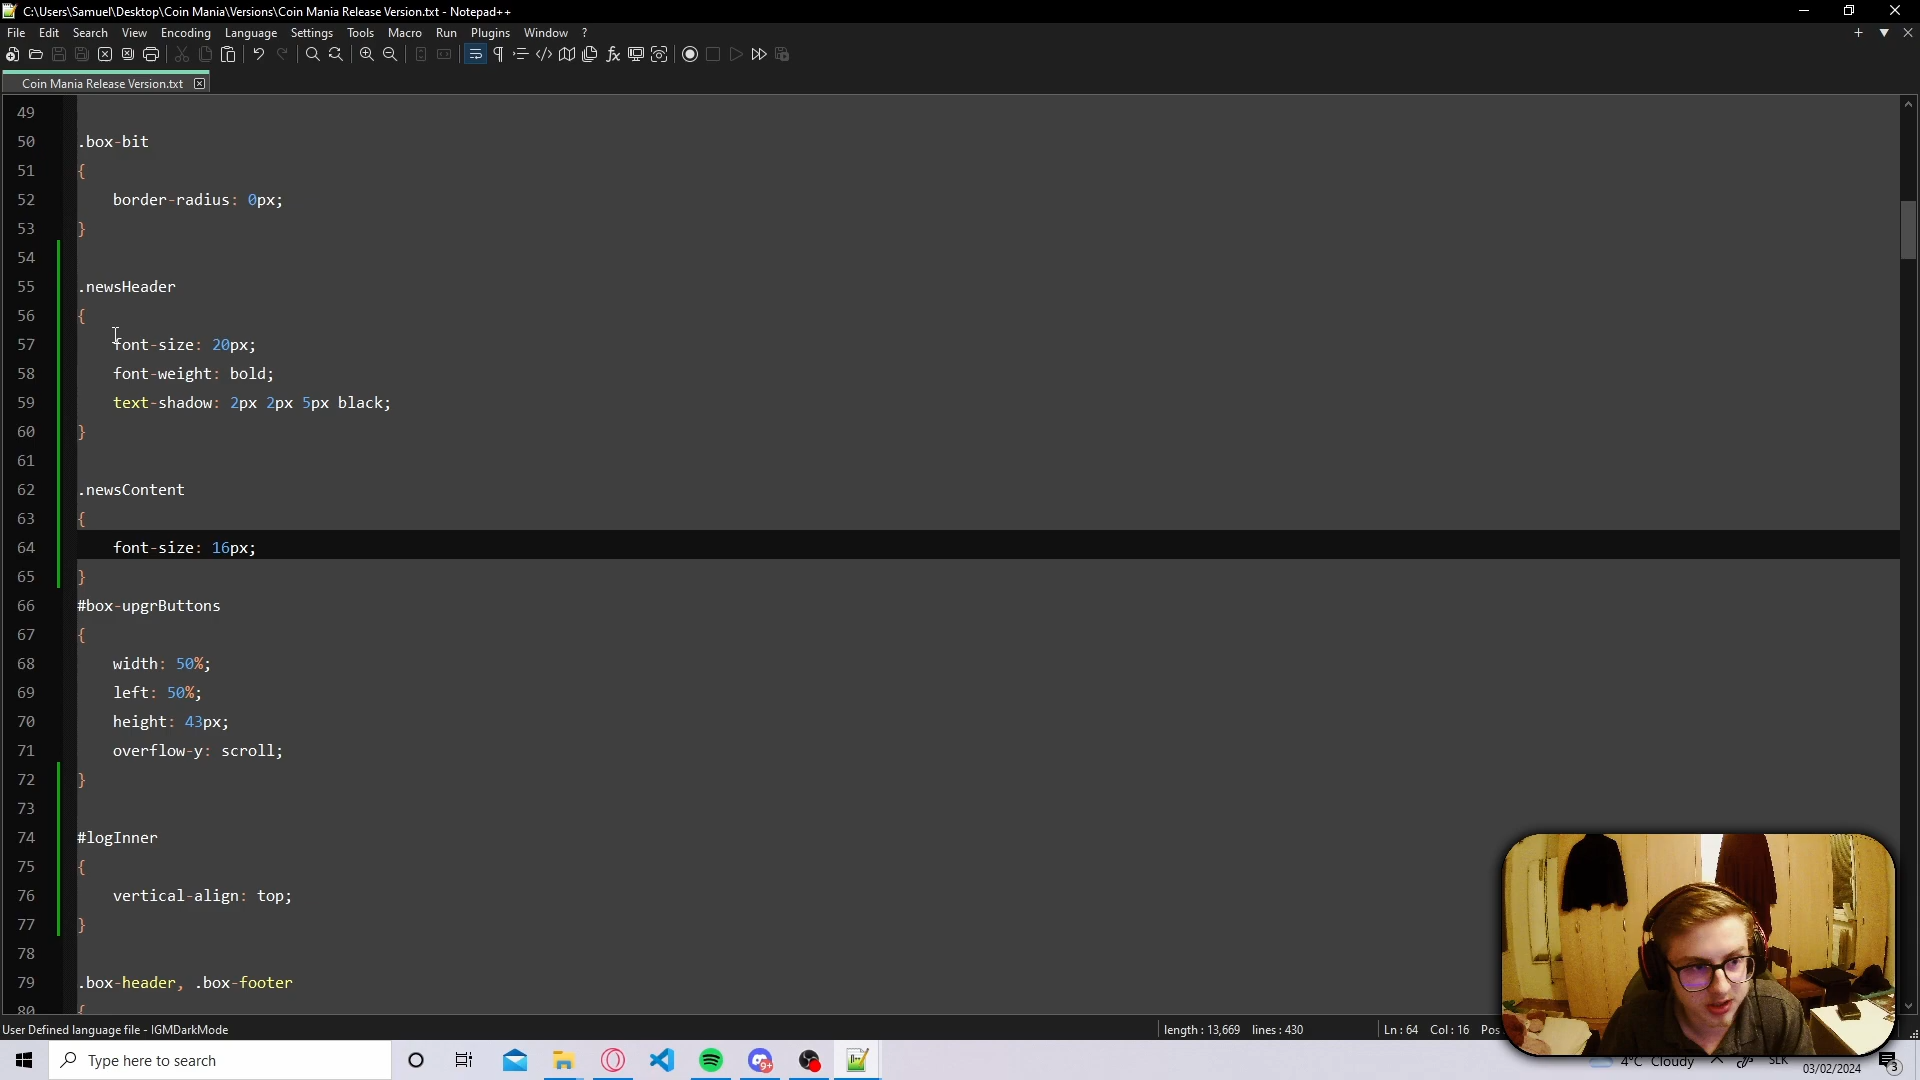 C:\Users\Samuel\Desktop\Coin Mania\Versions\Coin Mania Release Version.txt - Notepad++
File Edit Search View Encoding Language Settings Tools Macro Run Plugins Window ?
Coin Mania Release Version.txt
49
50 .box-bit
51 {
52 border-radius: 0px;
53 }
54
55 .newsHeader
56 {
57 font-size: 20px;
58 font-weight: bold;
59 text-shadow: 2px 2px 5px black;
60 }
61
62 .newsContent
63 {
64 font-size: 16px;
65 }
66 #box-upgrButtons
67 {
68 width: 50%;
69 left: 50%;
70 height: 43px;
71 overflow-y: scroll;
72 }
73
74 #logInner
75 {
76 vertical-align: top;
77 }
78
79 .box-header, .box-footer
80 {
User Defined language file - IGMDarkMode length : 13,669 lines : 430 Ln : 64 Col : 16 Pos
Type here to search 9+ 4°C Cloudy SLK 03/02/2024 3